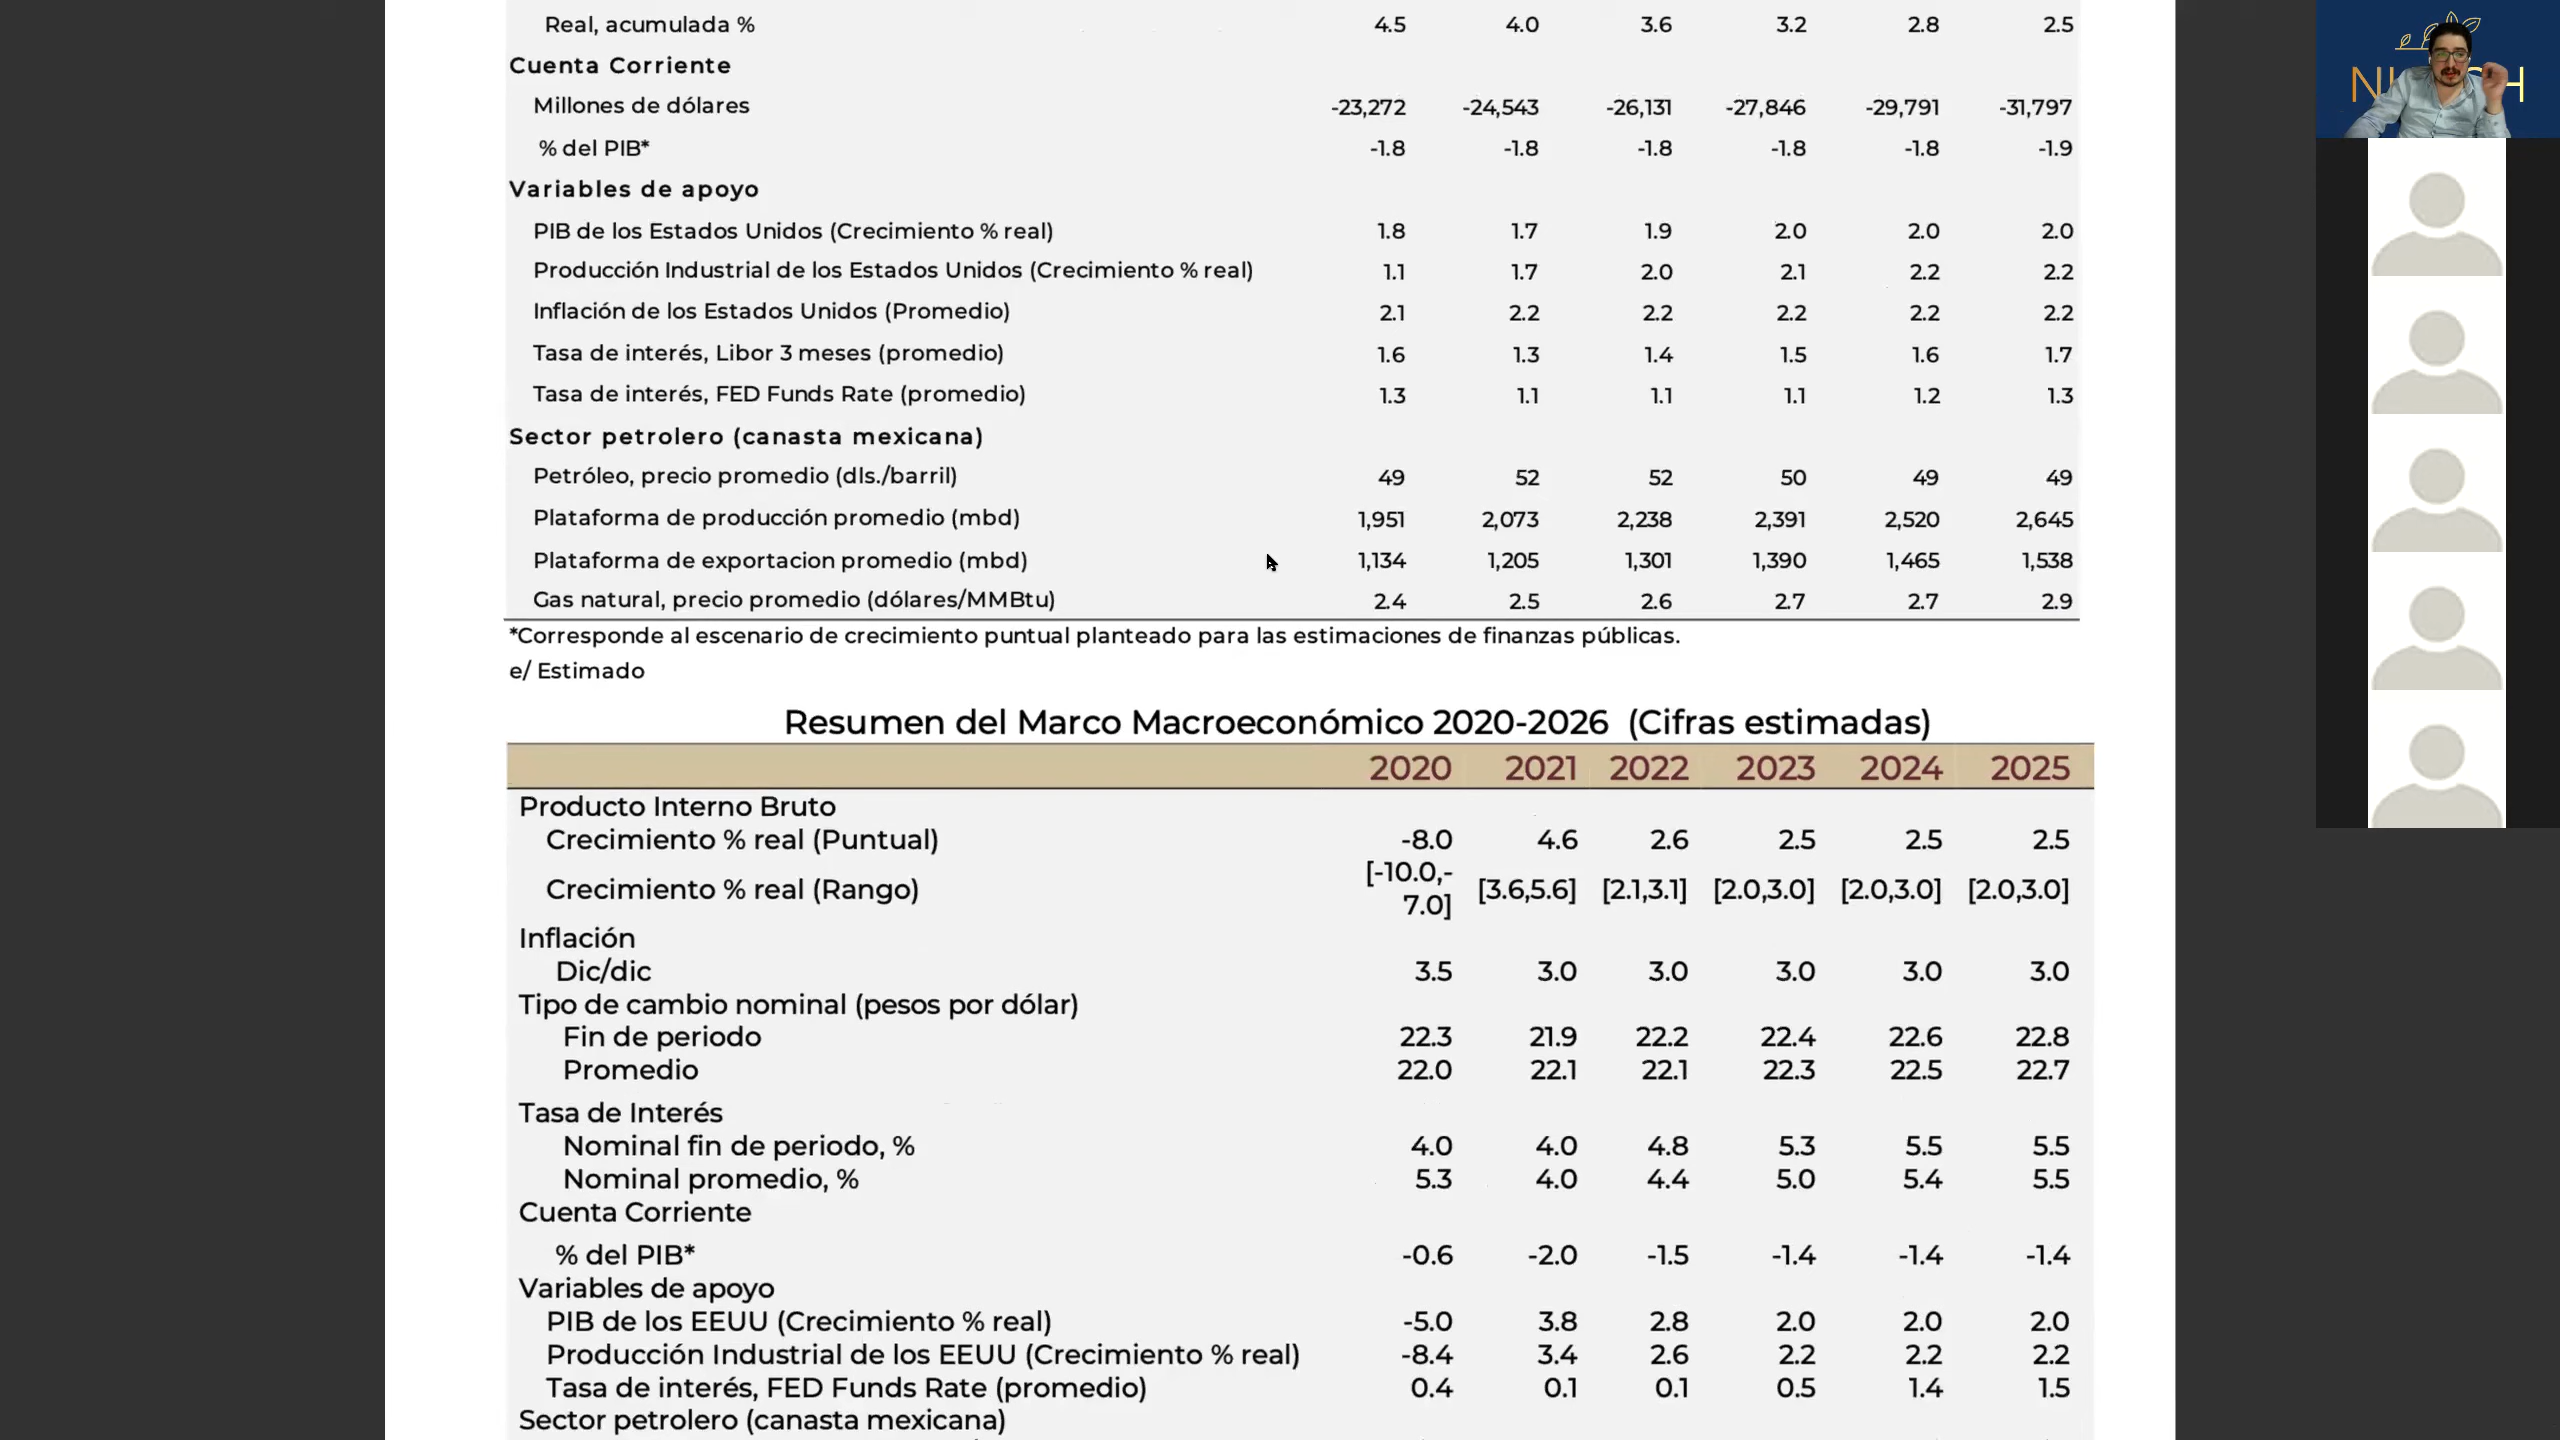 Real, acumulada % 4.5 4.0 3.6 3.2 2.8 2.5
Cuenta Corriente
Millones de dólares -23,272 -24,543 -26,131 -27,846 -29,791 -31,797
% del PIB* -1.8 -1.8 -1.8 -1.8 -1.8 -1.9
Variables de apoyo
PIB de los Estados Unidos (Crecimiento % real) 1.8 1.7 1.9 2.0 2.0 2.0
Producción Industrial de los Estados Unidos (Crecimiento % real) 1.1 1.7 2.0 2.1 2.2 2.2
Inflación de los Estados Unidos (Promedio) 2.1 2.2 2.2 2.2 2.2 2.2
Tasa de interés, Libor 3 meses (promedio) 1.6 1.3 1.4 1.5 1.6 1.7
Tasa de interés, FED Funds Rate (promedio) 1.3 1.1 1.1 1.1 1.2 1.3
Sector petrolero (canasta mexicana)
Petróleo, precio promedio (dls./barril) 49 52 52 50 49 49
Plataforma de producción promedio (mbd) 1,951 2,073 2,238 2,391 2,520 2,645
Plataforma de exportacion promedio (mbd) 1,134 1,205 1,301 1,390 1,465 1,538
Gas natural, precio promedio (dólares/MMBtu) 2.4 2.5 2.6 2.7 2.7 2.9
*Corresponde al escenario de crecimiento puntual planteado para las estimaciones de finanzas públicas.
e/ Estimado
Resumen del Marco Macroeconómico 2020-2026 (Cifras estimadas)
2020 2021 2022 2023 2024 2025
Producto Interno Bruto
Crecimiento % real (Puntual) -8.0 4.6 2.6 2.5 2.5 2.5
Crecimiento % real (Rango) [-10.0,-7.0] [3.6,5.6] [2.1,3.1] [2.0,3.0] [2.0,3.0] [2.0,3.0]
Inflación
Dic/dic 3.5 3.0 3.0 3.0 3.0 3.0
Tipo de cambio nominal (pesos por dólar)
Fin de periodo 22.3 21.9 22.2 22.4 22.6 22.8
Promedio 22.0 22.1 22.1 22.3 22.5 22.7
Tasa de Interés
Nominal fin de periodo, % 4.0 4.0 4.8 5.3 5.5 5.5
Nominal promedio, % 5.3 4.0 4.4 5.0 5.4 5.5
Cuenta Corriente
% del PIB* -0.6 -2.0 -1.5 -1.4 -1.4 -1.4
Variables de apoyo
PIB de los EEUU (Crecimiento % real) -5.0 3.8 2.8 2.0 2.0 2.0
Producción Industrial de los EEUU (Crecimiento % real) -8.4 3.4 2.6 2.2 2.2 2.2
Tasa de interés, FED Funds Rate (promedio) 0.4 0.1 0.1 0.5 1.4 1.5
Sector petrolero (canasta mexicana)